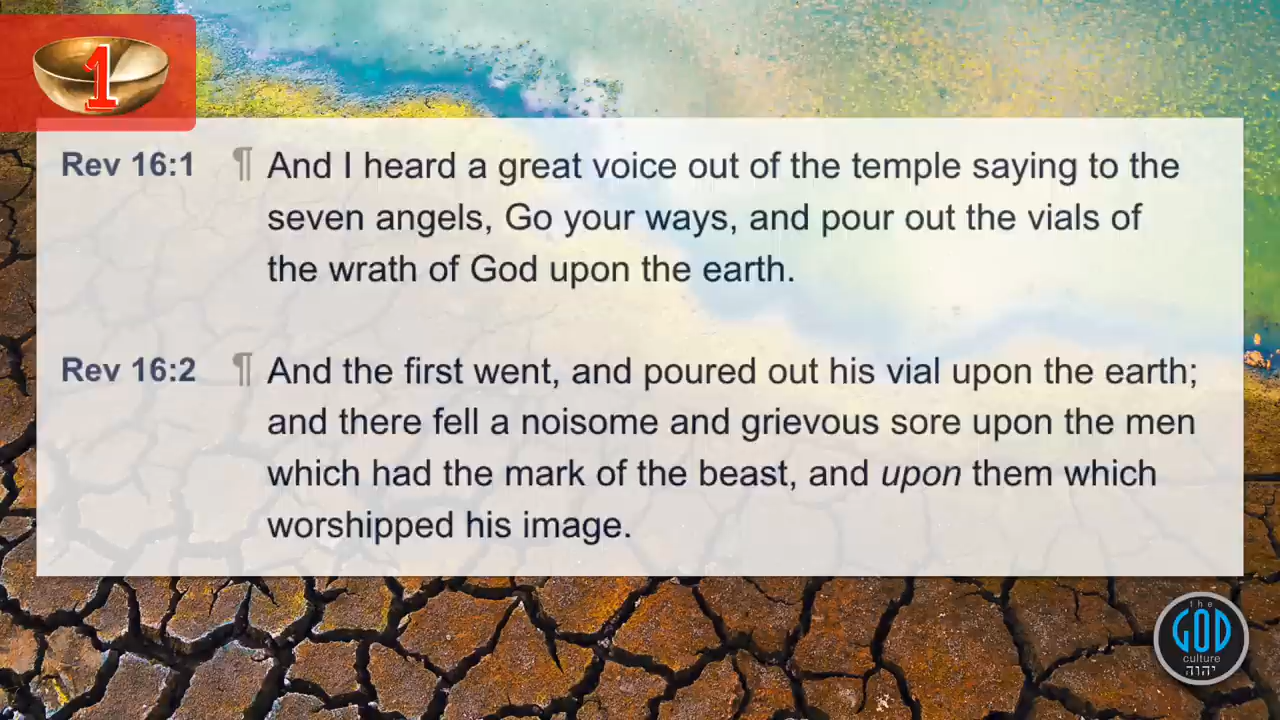 1
Rev 16:1 ¶ And I heard a great voice out of the temple saying to the
seven angels, Go your ways, and pour out the vials of
the wrath of God upon the earth.
Rev 16:2 ¶ And the first went, and poured out his vial upon the earth;
and there fell a noisome and grievous sore upon the men
which had the mark of the beast, and upon them which
worshipped his image.
the
GOD
culture
יהוה